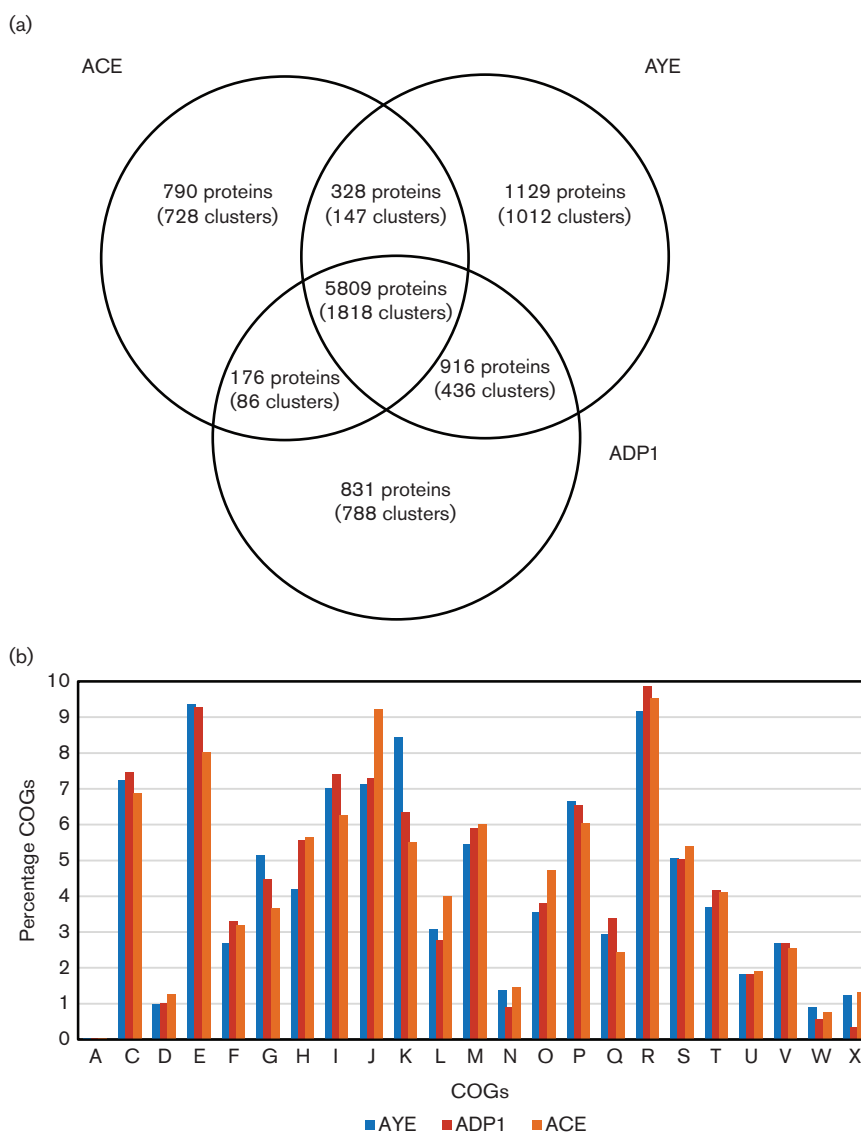 (a)
ACE
AYE
790 proteins
(728 clusters)
328 proteins
(147 clusters)
1129 proteins
(1012 clusters)
5809 proteins
(1818 clusters)
176 proteins
(86 clusters)
916 proteins
(436 clusters)
ADP1
831 proteins
(788 clusters)
(b)
Percentage COGs
10
9
8
7
6
5
4
3
2
1
0
A C D E F G H I J K L M N O P Q R S T U V W X
COGs
AYE ADP1 ACE